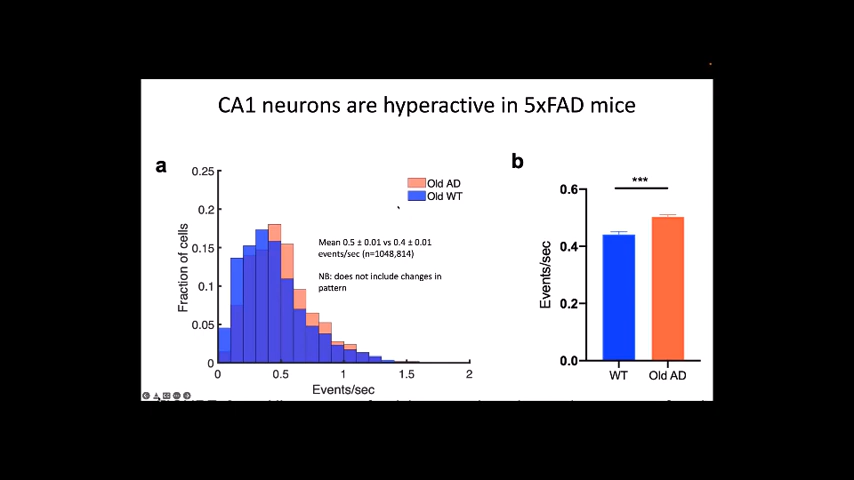 CA1 neurons are hyperactive in 5xFAD mice
a
0.25
0.2
0.15
0.1
0.05
0
Fraction of cells
Old AD
Old WT
Mean 0.5 ± 0.01 vs 0.4 ± 0.01
events/sec (n=1048,814)
NB: does not include changes in
pattern
0
0.5
1
1.5
2
Events/sec
b
***
0.6
0.4
0.2
0.0
Events/sec
WT
Old AD